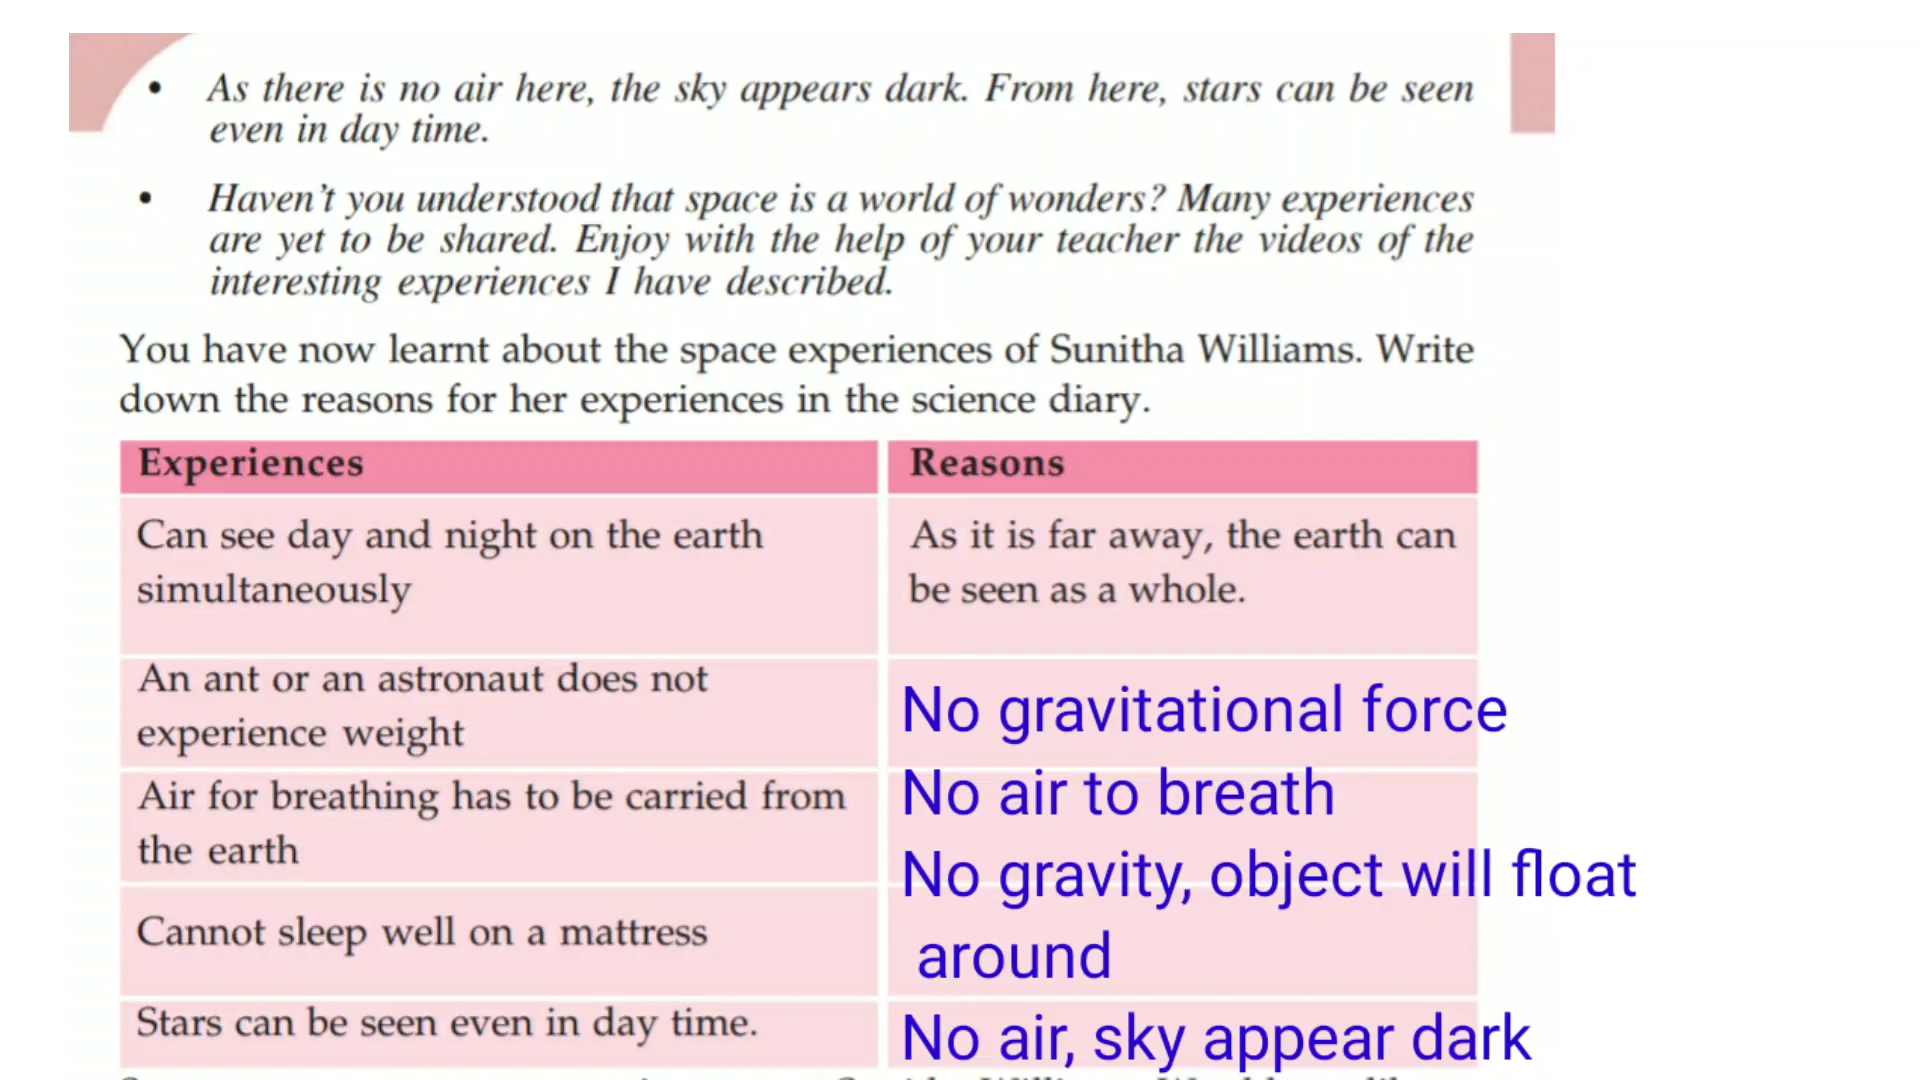 • As there is no air here, the sky appears dark. From here, stars can be seen
even in day time.
• Haven't you understood that space is a world of wonders? Many experiences
are yet to be shared. Enjoy with the help of your teacher the videos of the
interesting experiences I have described.
You have now learnt about the space experiences of Sunitha Williams. Write
down the reasons for her experiences in the science diary.
Experiences
Reasons
Can see day and night on the earth
simultaneously
As it is far away, the earth can
be seen as a whole.
An ant or an astronaut does not
experience weight
No gravitational force
Air for breathing has to be carried from
the earth
No air to breath
Cannot sleep well on a mattress
No gravity, object will float
around
Stars can be seen even in day time.
No air, sky appear dark